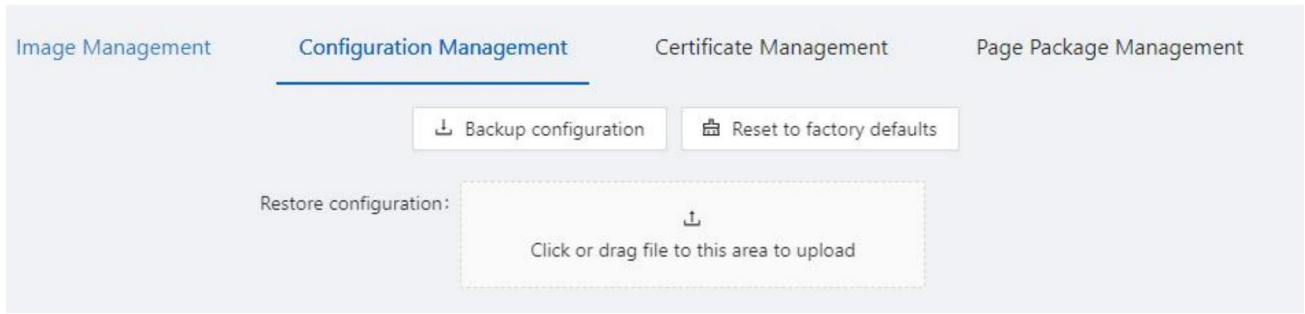 Image Management Configuration Management Certificate Management Page Package Management
Backup configuration Reset to factory defaults
Restore configuration:
Click or drag file to this area to upload